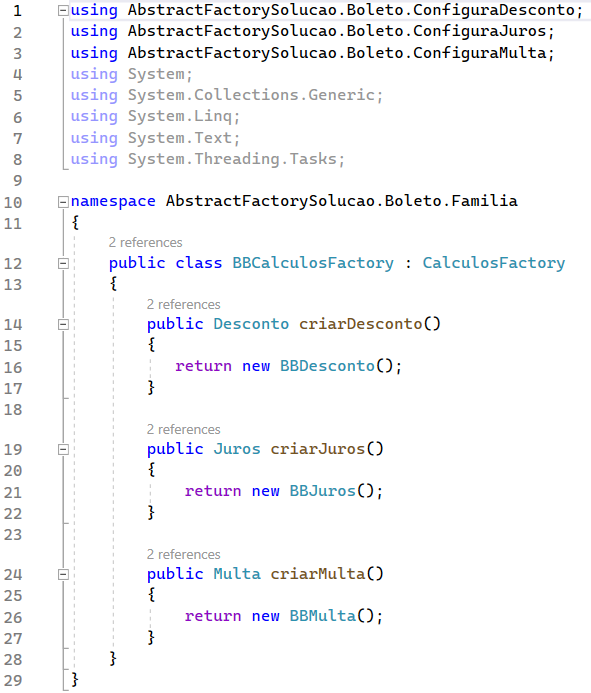 1 using AbstractFactorySolucao.Boleto.ConfiguraDesconto;
2 using AbstractFactorySolucao.Boleto.ConfiguraJuros;
3 using AbstractFactorySolucao.Boleto.ConfiguraMulta;
4 using System;
5 using System.Collections.Generic;
6 using System.Linq;
7 using System.Text;
8 using System.Threading.Tasks;
9
10 namespace AbstractFactorySolucao.Boleto.Familia
11 {
2 references
12 public class BBCalculosFactory : CalculosFactory
13 {
2 references
14 public Desconto criarDesconto()
15 {
16 return new BBDesconto();
17 }
18
2 references
19 public Juros criarJuros()
20 {
21 return new BBJuros();
22 }
23
2 references
24 public Multa criarMulta()
25 {
26 return new BBMulta();
27 }
28 }
29 }